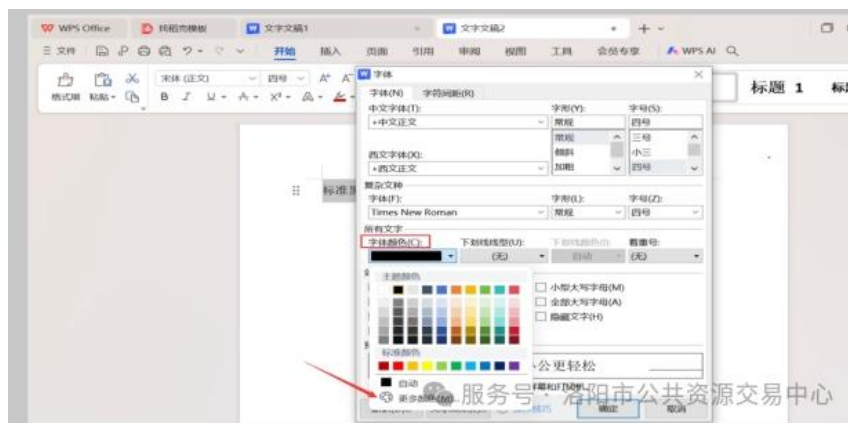 WPS Office 找稻壳模板 文字文稿1 文字文稿2
文件 开始 插入 页面 引用 审阅 视图 工具 会员专享 WPS AI
格式刷 粘贴 宋体 (正文) 四号 标题 1
字体
字体(N) 字符间距(R)
中文字体(T): 字形(Y): 字号(S):
+中文正文 常规 四号
常规 三号
倾斜 小三
西文字体(X):
+西文正文 加粗 四号
复杂文种
字体(F): 字形(L): 字号(Z):
Times New Roman 常规 四号
所有文字
字体颜色(C): 下划线线型(U): 下划线颜色(I): 着重号:
(无) 自动 (无)
标准黑
主题颜色
小型大写字母(M)
全部大写字母(A)
隐藏文字(H)
标准颜色
公更轻松
自动
更多颜色(M)...
服务号 · 洛阳市公共资源交易中心
确定 取消